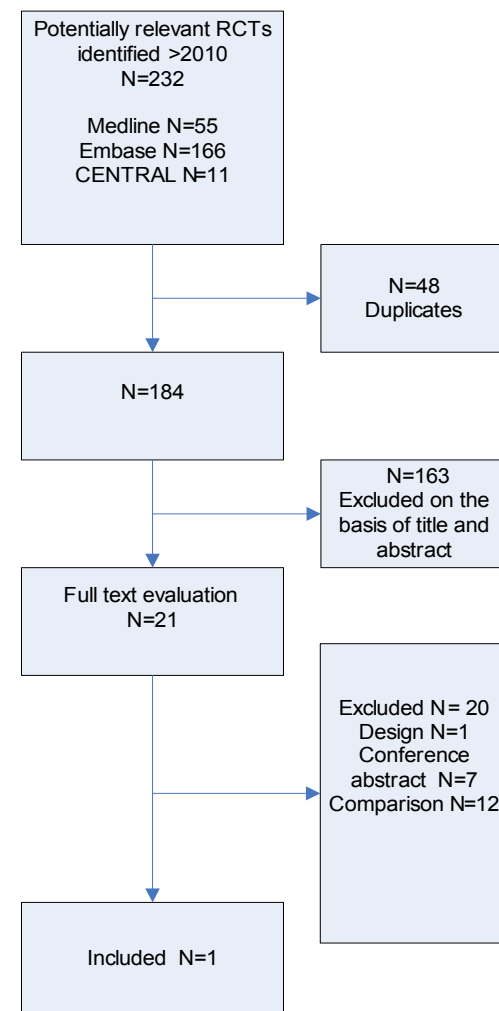 Potentially relevant RCTs
identified >2010
N=232
Medline N=55
Embase N=166
CENTRAL N=11
N=48
Duplicates
N=184
N=163
Excluded on the
basis of title and
abstract
Full text evaluation
N=21
Excluded N= 20
Design N=1
Conference
abstract N=7
Comparison N=12
Included N=1